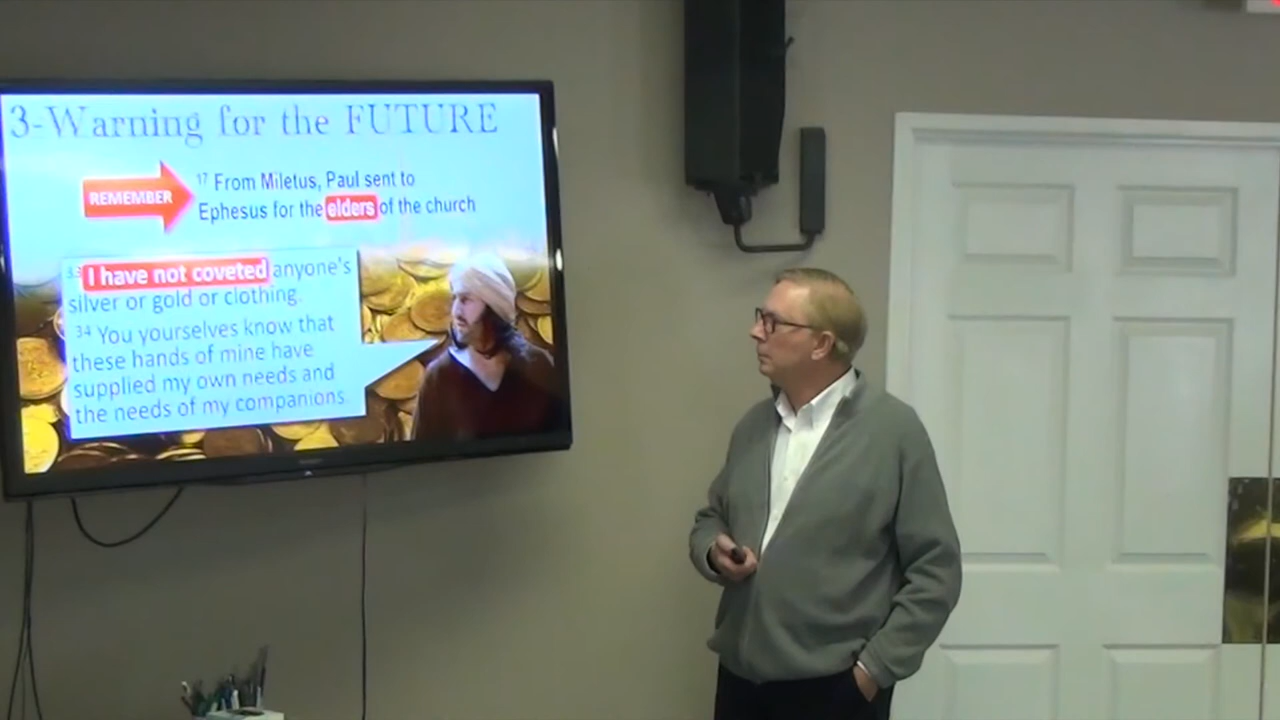 3-Warning for the FUTURE
REMEMBER
17 From Miletus, Paul sent to
Ephesus for the elders of the church
33 I have not coveted anyone's
silver or gold or clothing.
34 You yourselves know that
these hands of mine have
supplied my own needs and
the needs of my companions.